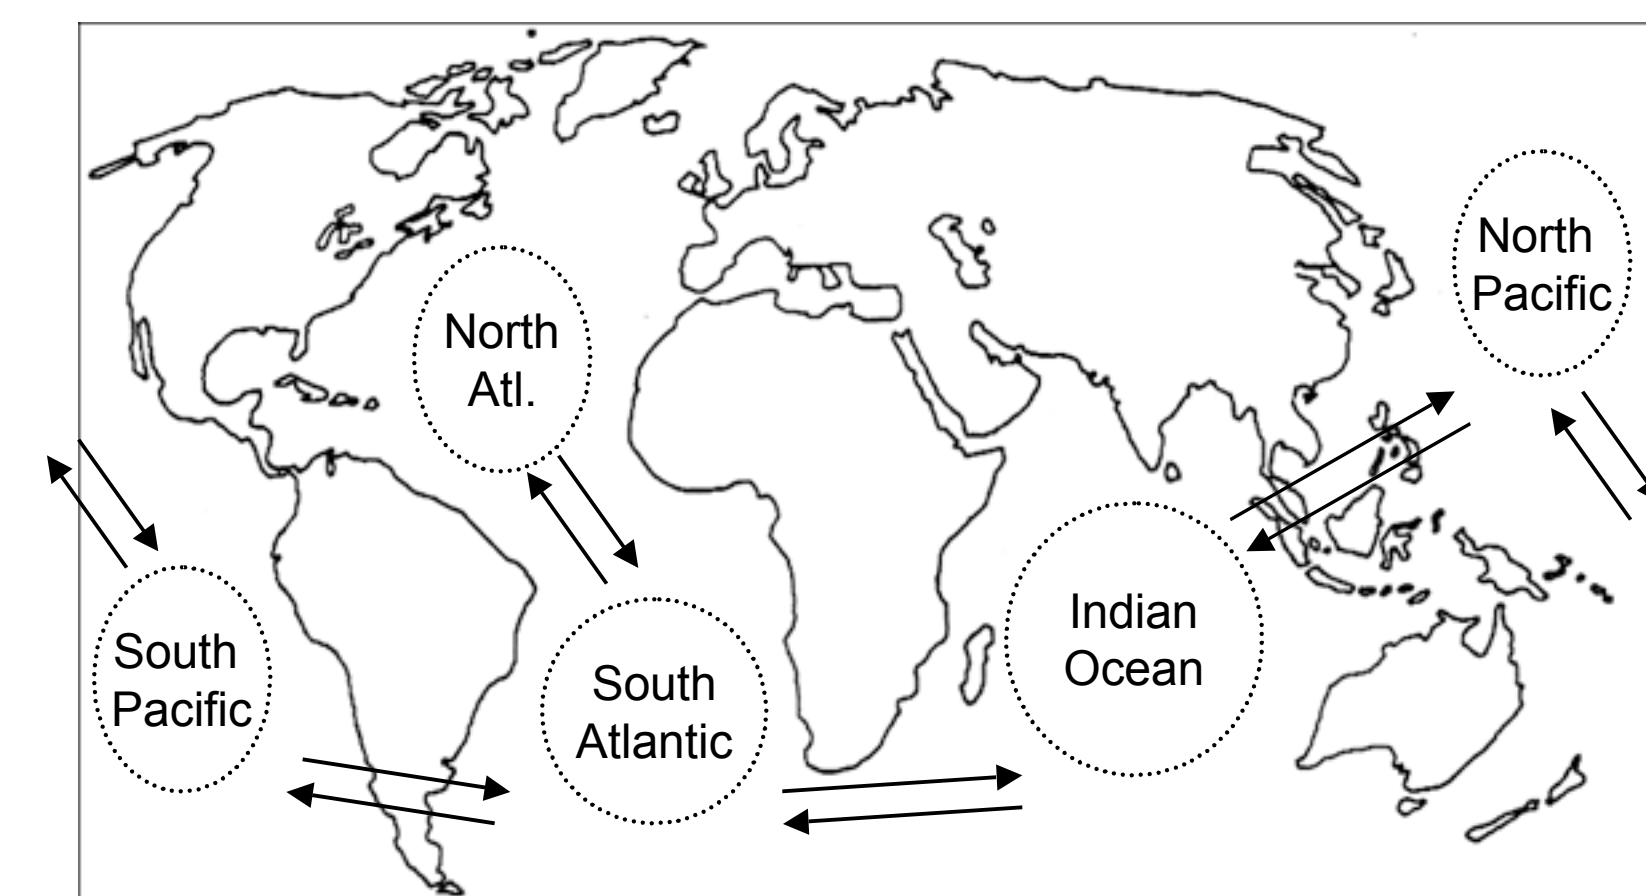 North
Pacific
North
Atl.
Indian
Ocean
South
Pacific
South
Atlantic